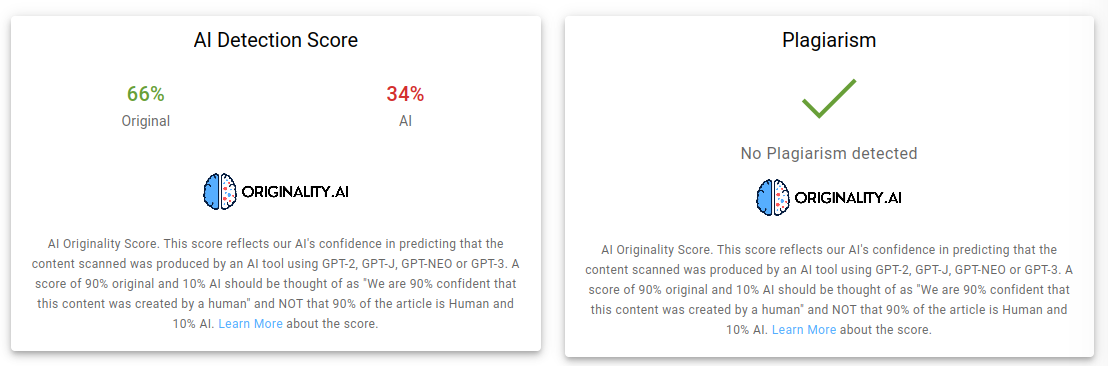 AI Detection Score
66%
Original
34%
AI
ORIGINALITY.AI
AI Originality Score. This score reflects our AI's confidence in predicting that the
content scanned was produced by an AI tool using GPT-2, GPT-J, GPT-NEO or GPT-3. A
score of 90% original and 10% AI should be thought of as "We are 90% confident that
this content was created by a human" and NOT that 90% of the article is Human and
10% AI. Learn More about the score.
Plagiarism
No Plagiarism detected
ORIGINALITY.AI
AI Originality Score. This score reflects our AI's confidence in predicting that the
content scanned was produced by an AI tool using GPT-2, GPT-J, GPT-NEO or GPT-3. A
score of 90% original and 10% AI should be thought of as "We are 90% confident that
this content was created by a human" and NOT that 90% of the article is Human and
10% AI. Learn More about the score.